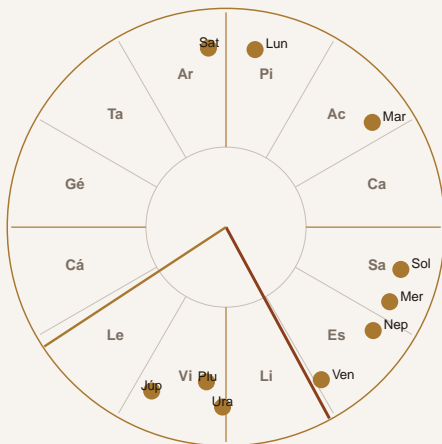 Sat
Lun
Ar
Pi
Ta
Ac
Mar
Gé
Ca
Cá
Sa
Sol
Mer
Le
Es
Nep
Vi
Plu
Li
Ven
Júp
Ura